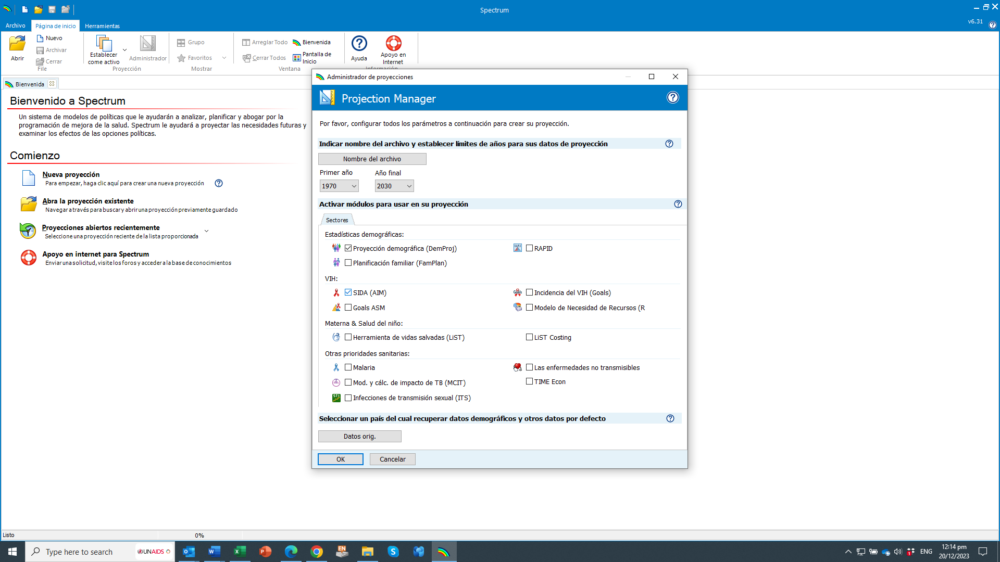 Spectrum
v6.31
Archivo
Página de inicio
Herramientas
Abrir
Nuevo
Archivar
Cerrar
File
Establecer
come activo
Administrador
Proyección
Grupo
Favoritos
Mostrar
Arreglar Todo
Cerrar Todos
Bienvenida
Pantalla de
Inicio
Ventana
Ayuda
Apoyo en
Internet
Información
Bienvenida
Bienvenido a Spectrum
Un sistema de modelos de políticas que le ayudarán a analizar, planificar y abogar por la
programación de mejora de la salud. Spectrum le ayudará a proyectar las necesidades futuras y
examinar los efectos de las opciones políticas.
Comienzo
Nueva proyección
Para empezar, haga clic aquí para crear una nueva proyección
Abra la proyección existente
Navegar a través para buscar y abrir una proyección previamente guardado
Proyecciones abiertos recientemente
Seleccione una proyección reciente de la lista proporcionada
Apoyo en internet para Spectrum
Enviar una solicitud, visite los foros y acceder a la base de conocimientos
Administrador de proyecciones
Projection Manager
Por favor, configurar todos los parámetros a continuación para crear su proyección.
Indicar nombre del archivo y establecer límites de años para sus datos de proyección
Nombre del archivo
Primer año
Año final
1970
2030
Activar módulos para usar en su proyección
Sectores
Estadísticas demográficas:
Proyección demográfica (DemProj)
RAPID
Planificación familiar (FamPlan)
VIH:
SIDA (AIM)
Incidencia del VIH (Goals)
Goals ASM
Modelo de Necesidad de Recursos (R
Materna & Salud del niño:
Herramienta de vidas salvadas (LiST)
LiST Costing
Otras prioridades sanitarias:
Malaria
Las enfermedades no transmisibles
Mod. y cálc. de impacto de TB (MCIT)
TIME Econ
Infecciones de transmisión sexual (ITS)
Seleccionar un país del cual recuperar datos demográficos y otros datos por defecto
Datos orig.
OK
Cancelar
Listo
0%
Type here to search
UNAIDS
EN
ENG
12:14 pm
20/12/2023